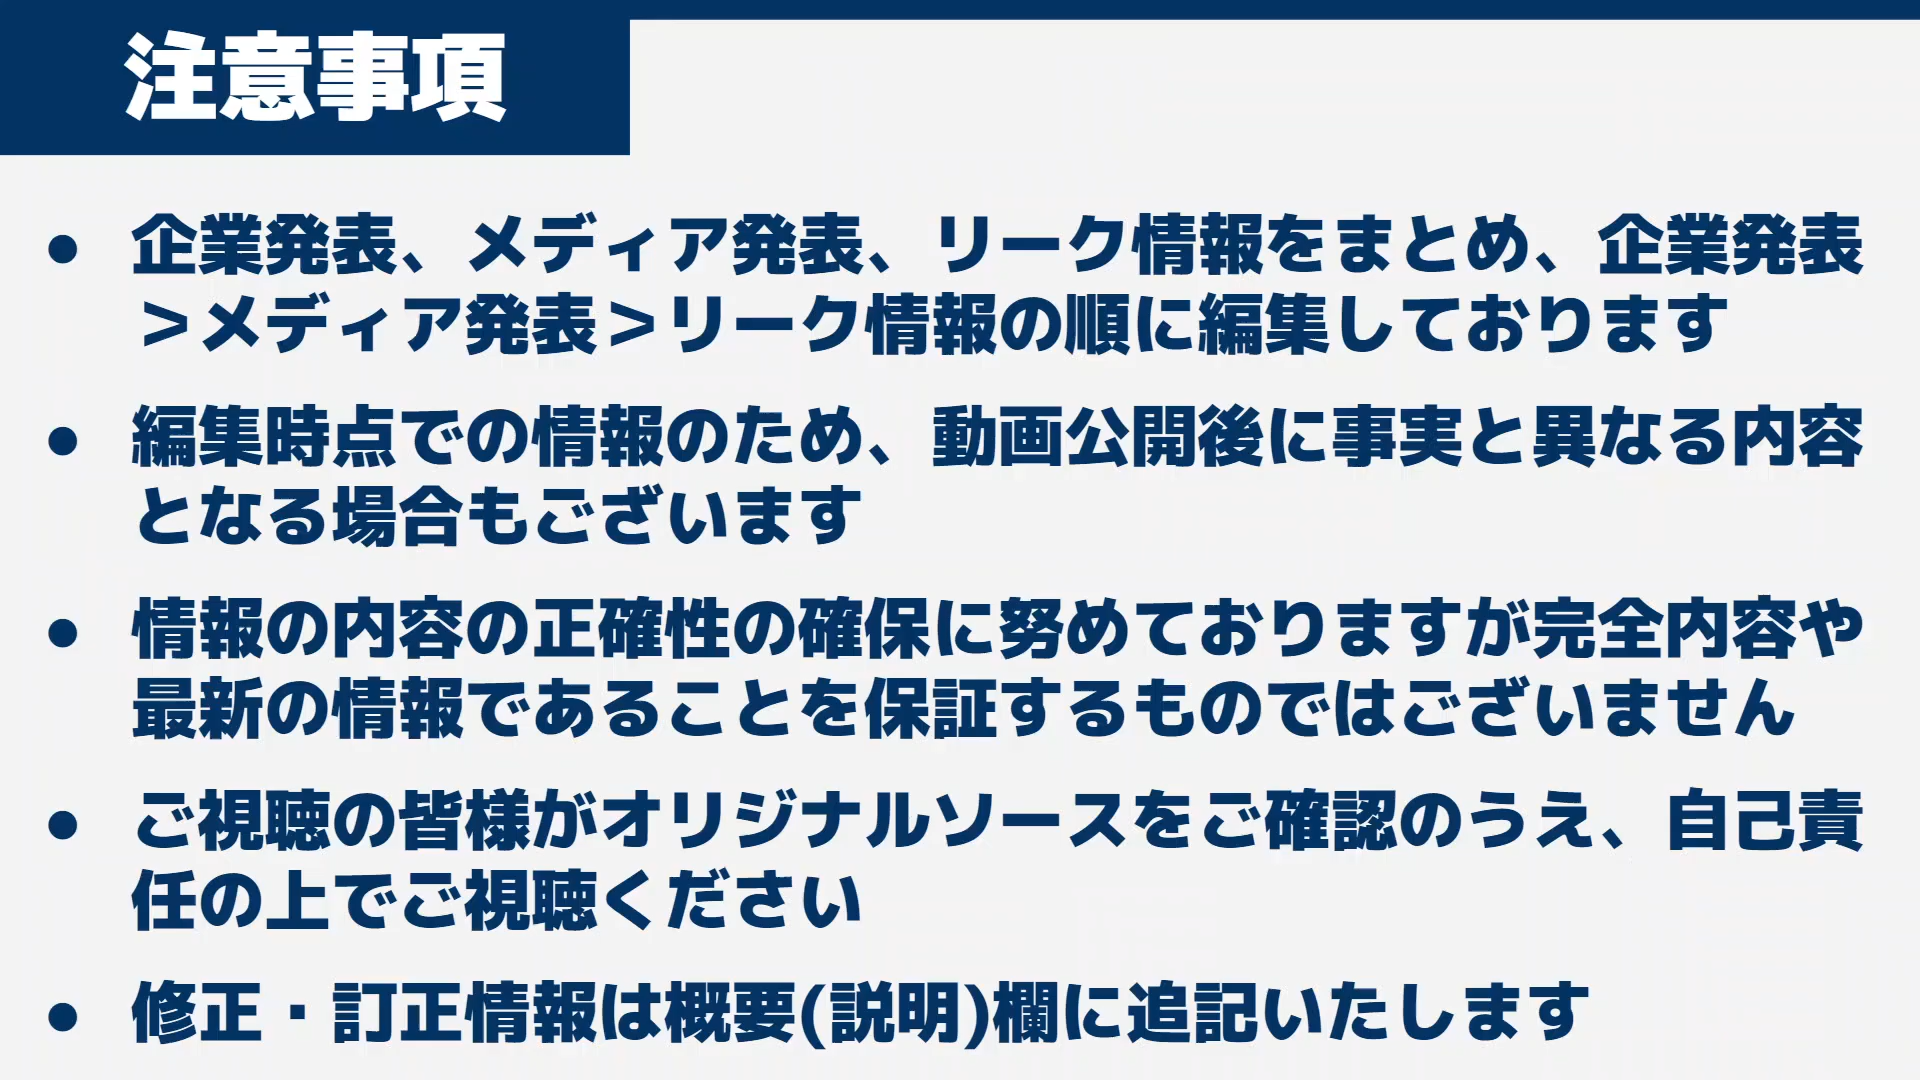 注意事項
● 企業発表、メディア発表、リーク情報をまとめ、企業発表
＞メディア発表＞リーク情報の順に編集しております
● 編集時点での情報のため、動画公開後に事実と異なる内容
となる場合もございます
● 情報の内容の正確性の確保に努めておりますが完全内容や
最新の情報であることを保証するものではございません
● ご視聴の皆様がオリジナルソースをご確認のうえ、自己責
任の上でご視聴ください
● 修正・訂正情報は概要(説明)欄に追記いたします